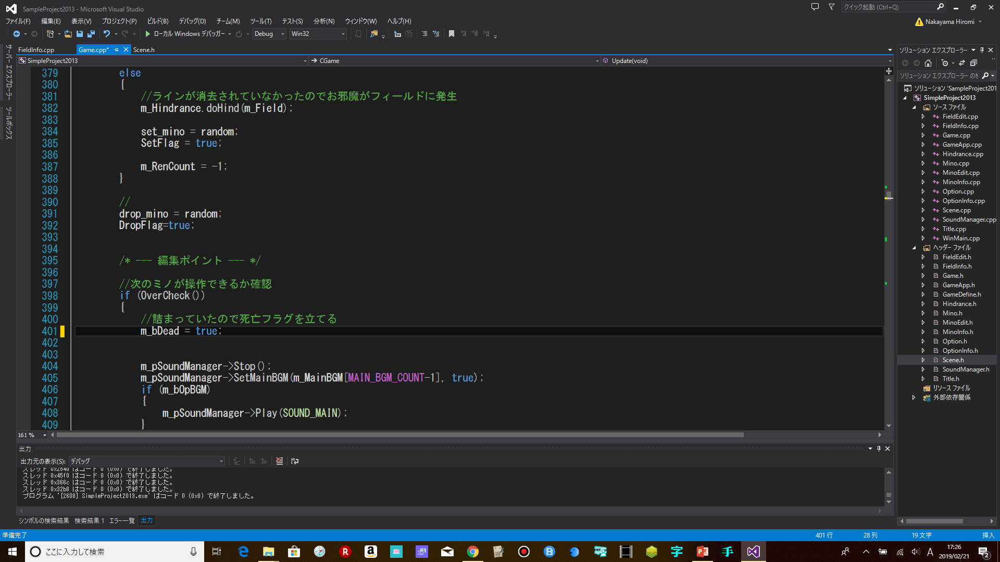 SampleProject2013 - Microsoft Visual Studio
クイック起動 (Ctrl+Q)
ファイル(F) 編集(E) 表示(V) プロジェクト(P) ビルド(B) デバッグ(D) チーム(M) ツール(T) テスト(S) 分析(N) ウィンドウ(W) ヘルプ(H)
Nakayama Hiromi
ローカル Windows デバッガー Debug Win32
サーバー エクスプローラー
ツールボックス
FieldInfo.cpp Game.cpp* Scene.h
SimpleProject2013 CGame Update(void)
379 else
380 {
381 //ラインが消去されていなかったのでお邪魔がフィールドに発生
382 m_Hindrance.doHind(m_Field);
383
384 set_mino = random;
385 SetFlag = true;
386
387 m_RenCount = -1;
388 }
389
390 //
391 drop_mino = random;
392 DropFlag=true;
393
394
395 /* --- 編集ポイント --- */
396
397 //次のミノが操作できるか確認
398 if (OverCheck())
399 {
400 //詰まっていたので死亡フラグを立てる
401 m_bDead = true;
402
403
404 m_pSoundManager->Stop();
405 m_pSoundManager->SetMainBGM(m_MainBGM[MAIN_BGM_COUNT-1], true);
406 if (m_bOpBGM)
407 {
408 m_pSoundManager->Play(SOUND_MAIN);
409 }
161 %
出力
出力元の表示(S): デバッグ
スレッド 0x2540 はコード 0 (0x0) で終了しました。
スレッド 0x45f0 はコード 0 (0x0) で終了しました。
スレッド 0x366c はコード 0 (0x0) で終了しました。
スレッド 0x32b8 はコード 0 (0x0) で終了しました。
プログラム '[2608] SimpleProject2013.exe' はコード 0 (0x0) で終了しました。
シンボルの検索結果 検索結果 1 エラー一覧 出力
ソリューション エクスプローラー
ソリューション エクスプローラー の検
ソリューション 'SampleProject201
SimpleProject2013
ソース ファイル
FieldEdit.cpp
FieldInfo.cpp
Game.cpp
GameApp.cpp
Hindrance.cpp
Mino.cpp
MinoEdit.cpp
MinoInfo.cpp
Option.cpp
OptionInfo.cpp
Scene.cpp
SoundManager.cpp
Title.cpp
WinMain.cpp
ヘッダー ファイル
FieldEdit.h
FieldInfo.h
Game.h
GameApp.h
GameDefine.h
Hindrance.h
Mino.h
MinoEdit.h
MinoInfo.h
Option.h
OptionInfo.h
Scene.h
SoundManager.h
Title.h
リソース ファイル
外部依存関係
準備完了 401 行 28 列 19 文字 挿入
ここに入力して検索
字 手
A
17:26
2019/02/21
2